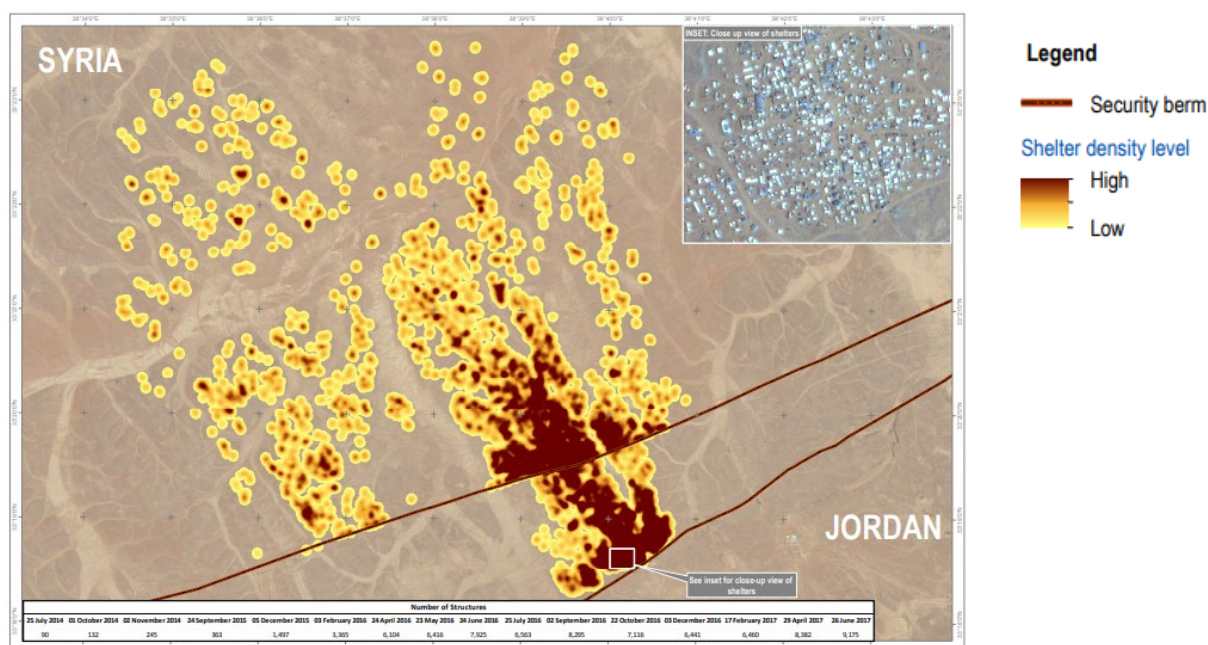 SYRIA
INSET: Close up view of shelters
Legend
Security berm
Shelter density level
High
Low
JORDAN
See inset for close-up view of
shelters
Number of Structures
25 July 2014 01 October 2014 02 November 2014 24 September 2015 05 December 2015 03 February 2016 24 April 2016 23 May 2016 24 June 2016 25 July 2016 02 September 2016 22 October 2016 03 December 2016 17 February 2017 29 April 2017 26 June 2017
90 132 245 363 1,497 3,385 6,104 6,416 7,925 6,563 8,295 7,116 6,441 6,460 8,382 9,175